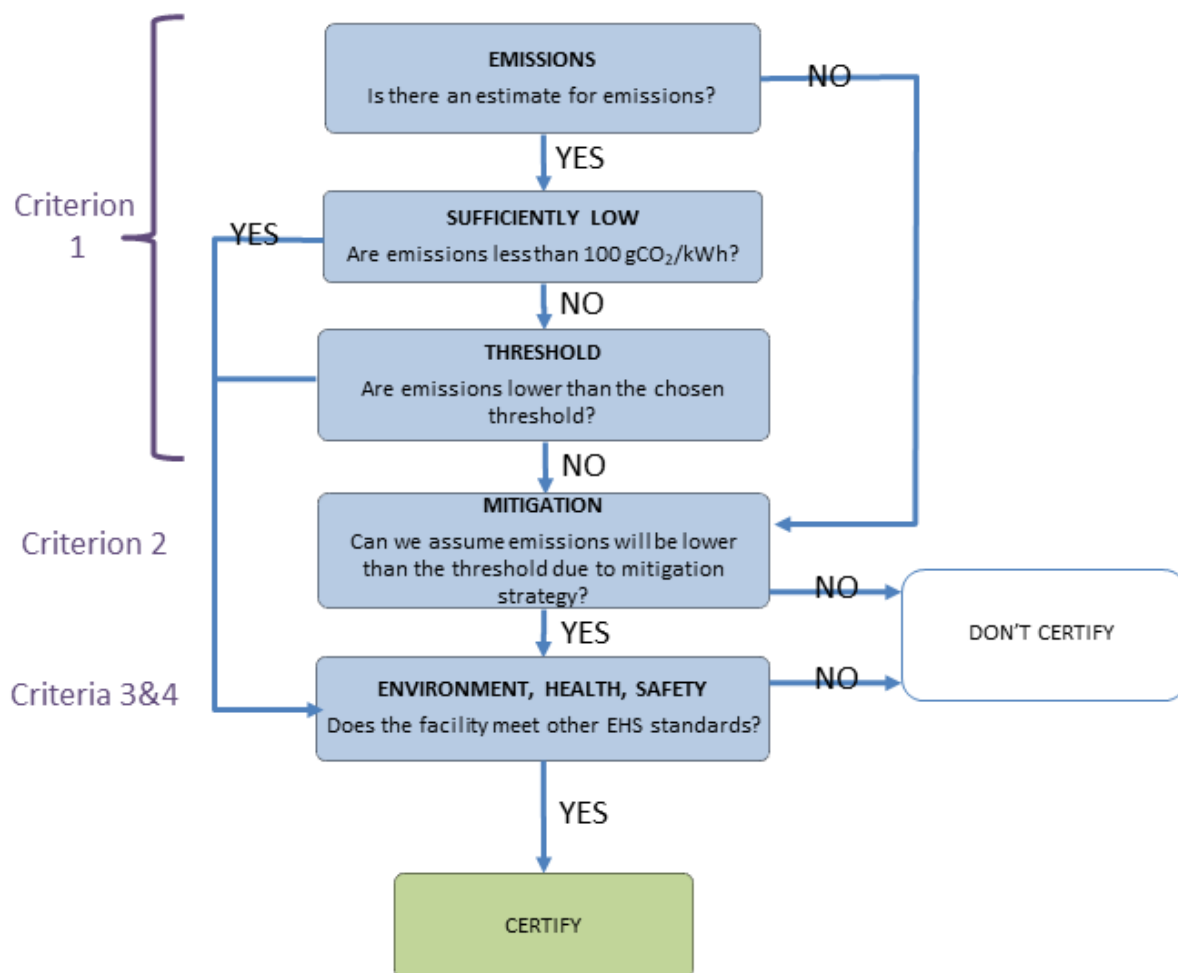 EMISSIONS
Is there an estimate for emissions?
NO
YES
Criterion
1
SUFFICIENTLY LOW
Are emissions lessthan 100 gCO₂/kWh?
YES
NO
THRESHOLD
Are emissions lower than the chosen
threshold?
NO
Criterion 2
MITIGATION
Can we assume emissions will be lower
than the threshold due to mitigation
strategy?
NO
YES
DON'T CERTIFY
Criteria 3&4
ENVIRONMENT, HEALTH, SAFETY
Does the facility meet other EHS standards?
NO
YES
CERTIFY